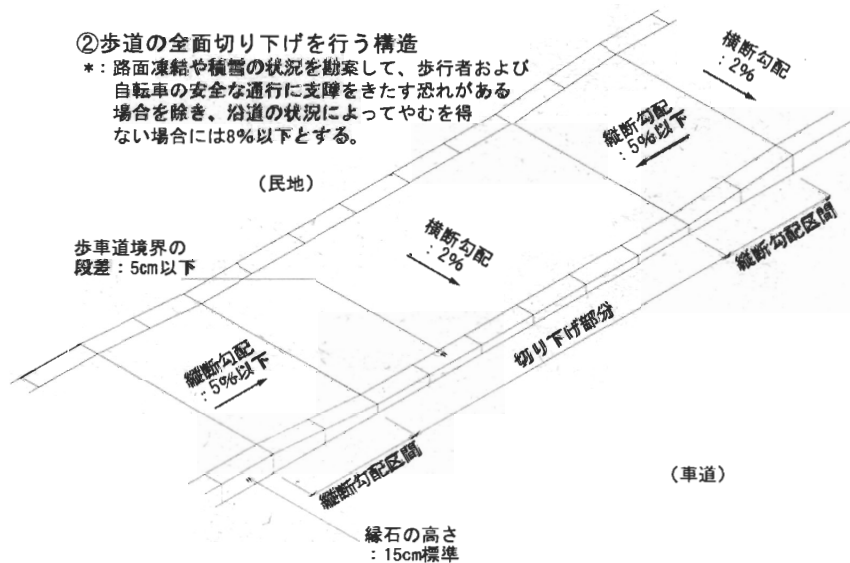 ②歩道の全面切り下げを行う構造
*：路面凍結や積雪の状況を勘案して、歩行者および
自転車の安全な通行に支障をきたす恐れがある
場合を除き、沿道の状況によってやむを得
ない場合には8%以下とする。
横断勾配
：2%
縦断勾配
：5%以下
（民地）
横断勾配
：2%
歩車道境界の
段差：5cm以下
縦断勾配区間
切り下げ部分
縦断勾配
：5%以下
縦断勾配区間
（車道）
縁石の高さ
：15cm標準